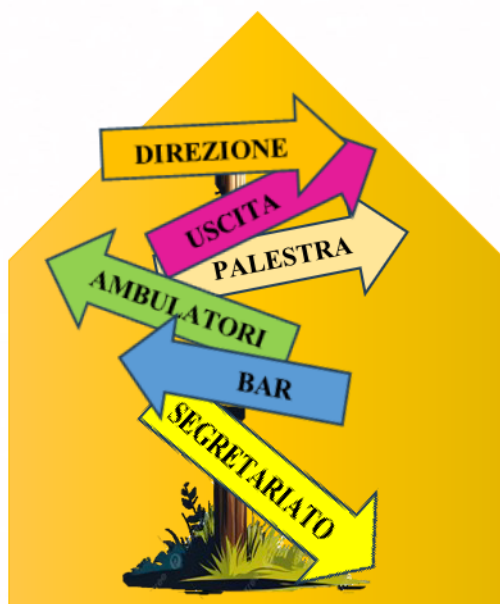 DIREZIONE
USCITA
PALESTRA
AMBULATORI
BAR
SEGRETARIATO